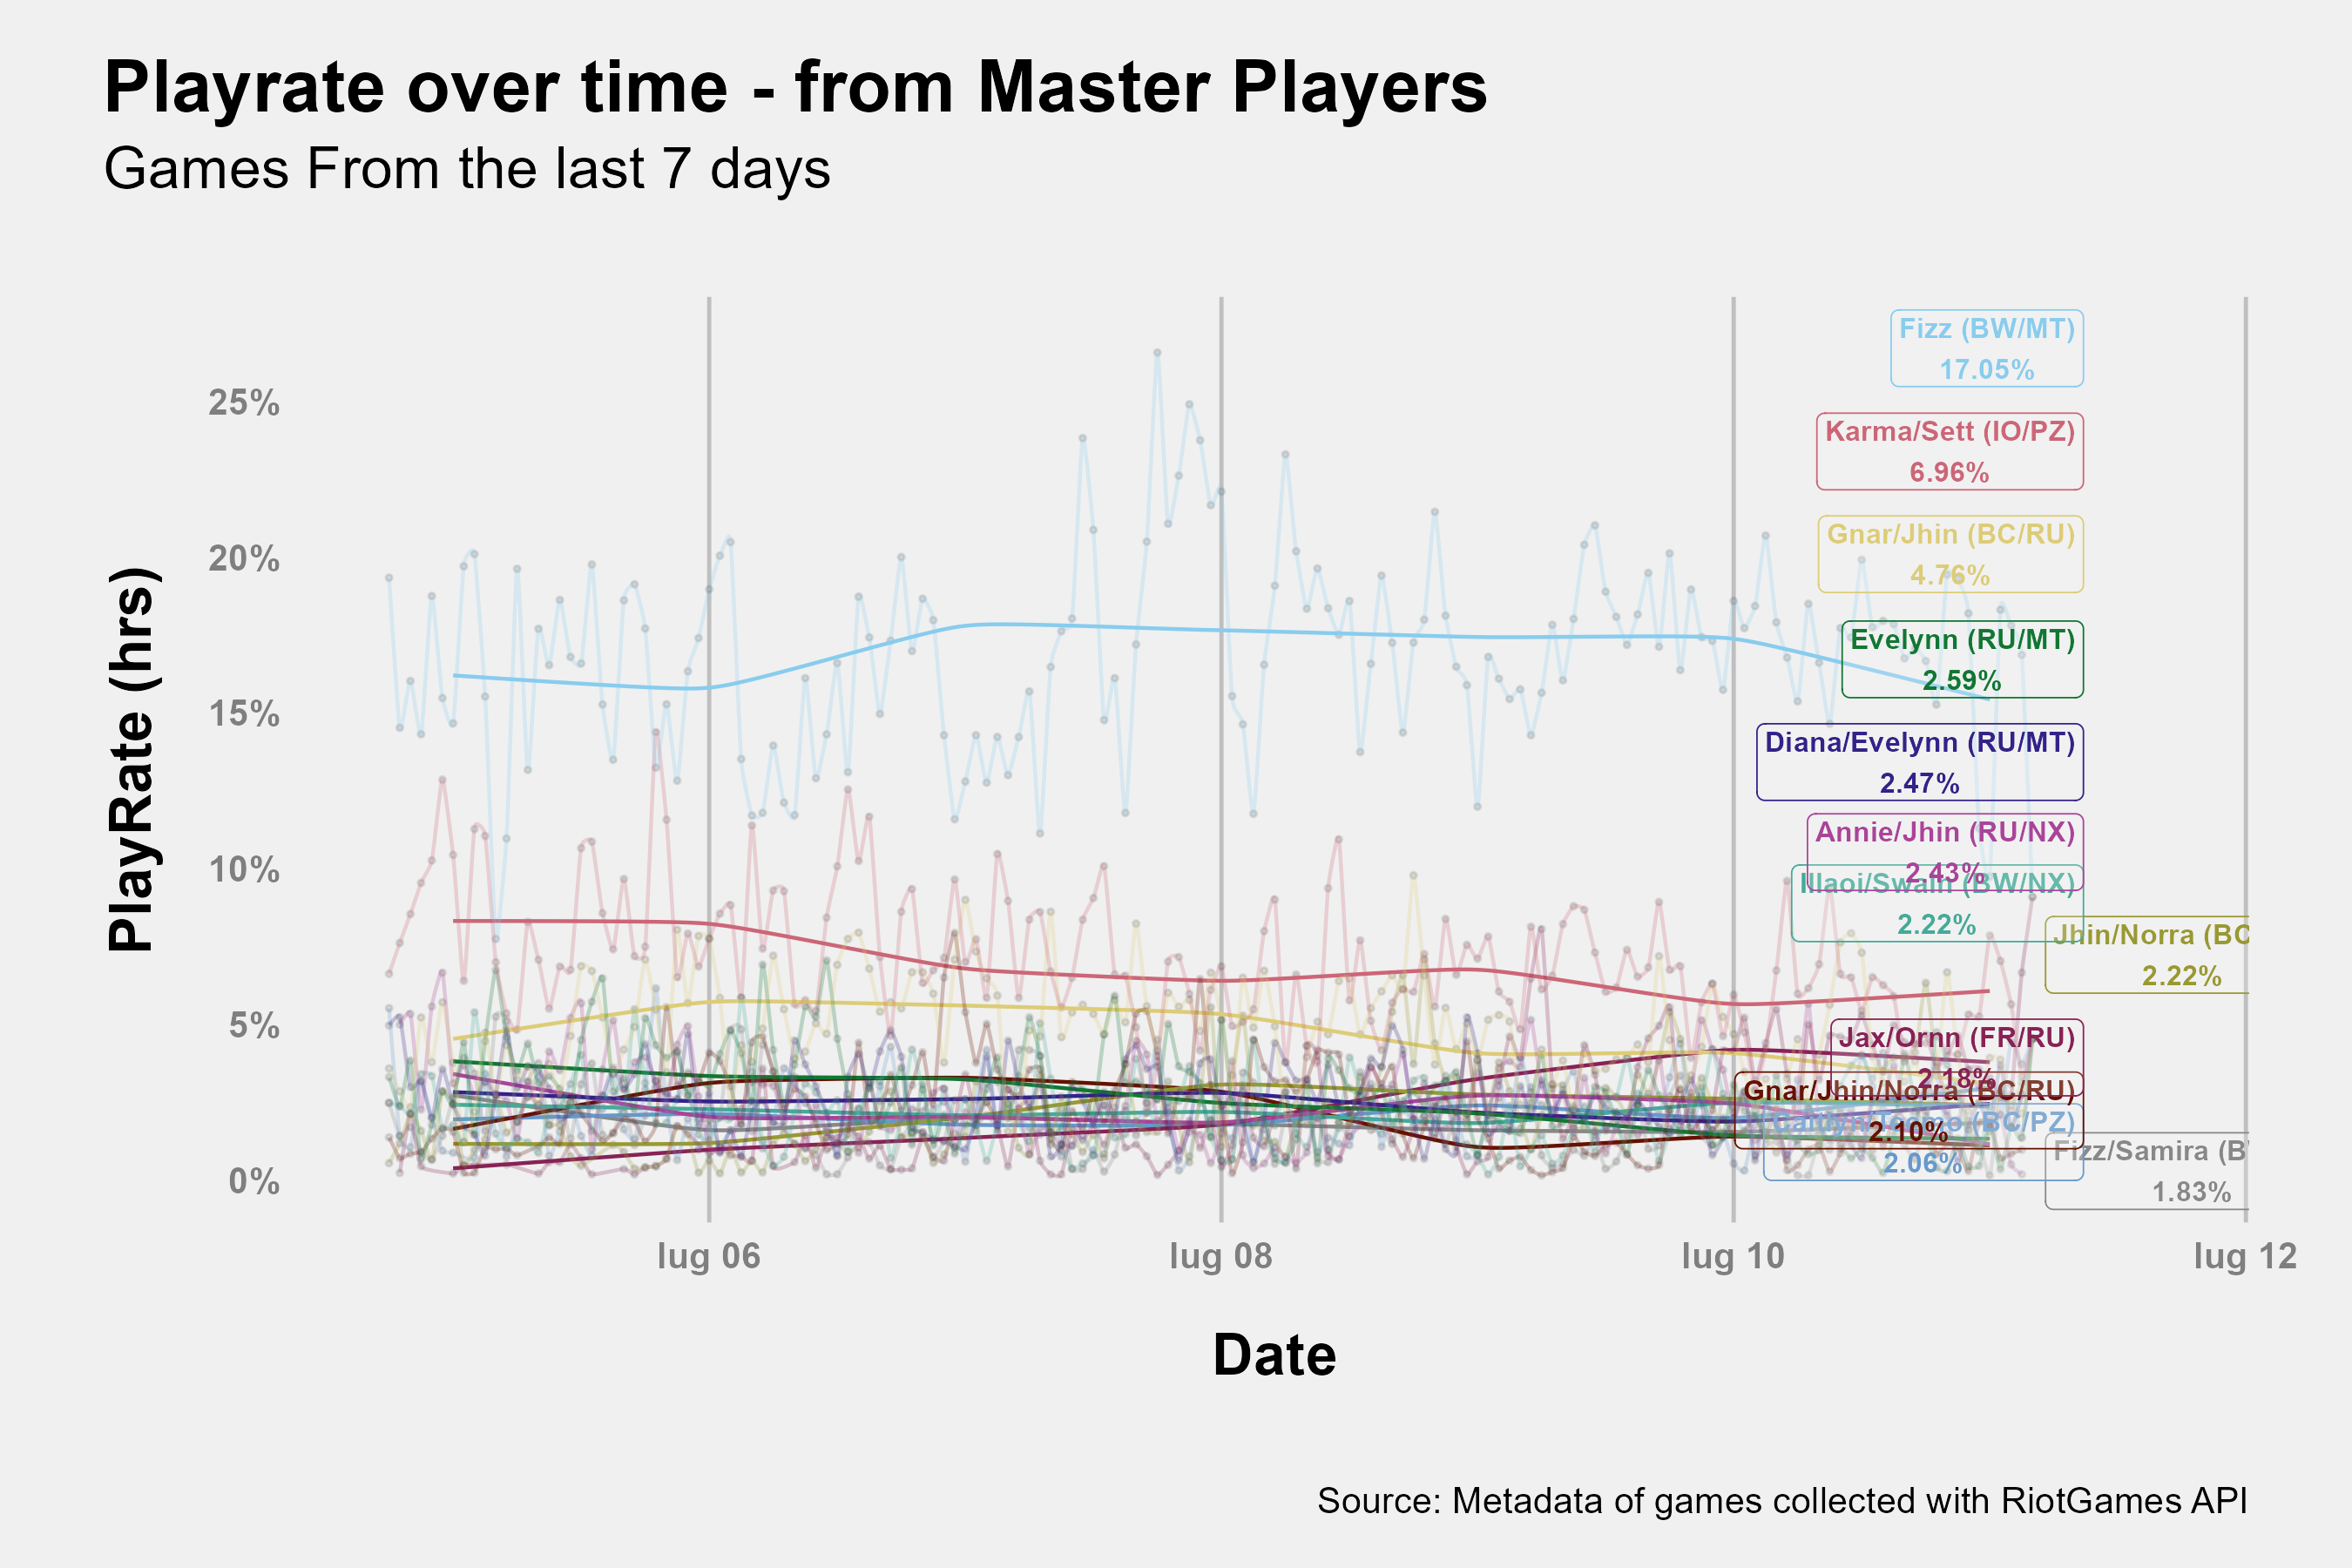 Playrate over time - from Master Players
Games From the last 7 days
PlayRate (hrs)
25%
20%
15%
10%
5%
0%
Fizz (BW/MT)
17.05%
Karma/Sett (IO/PZ)
6.96%
Gnar/Jhin (BC/RU)
4.76%
Evelynn (RU/MT)
2.59%
Diana/Evelynn (RU/MT)
2.47%
Annie/Jhin (RU/NX)
2.43%
Illaoi/Swain (BW/NX)
2.22%
Jhin/Norra (BC
2.22%
Jax/Ornn (FR/RU)
2.18%
Gnar/Jhin/Norra (BC/RU)
2.10%
Caitlyn/Teemo (BC/PZ)
2.06%
Fizz/Samira (B
1.83%
lug 06
lug 08
lug 10
lug 12
Date
Source: Metadata of games collected with RiotGames API